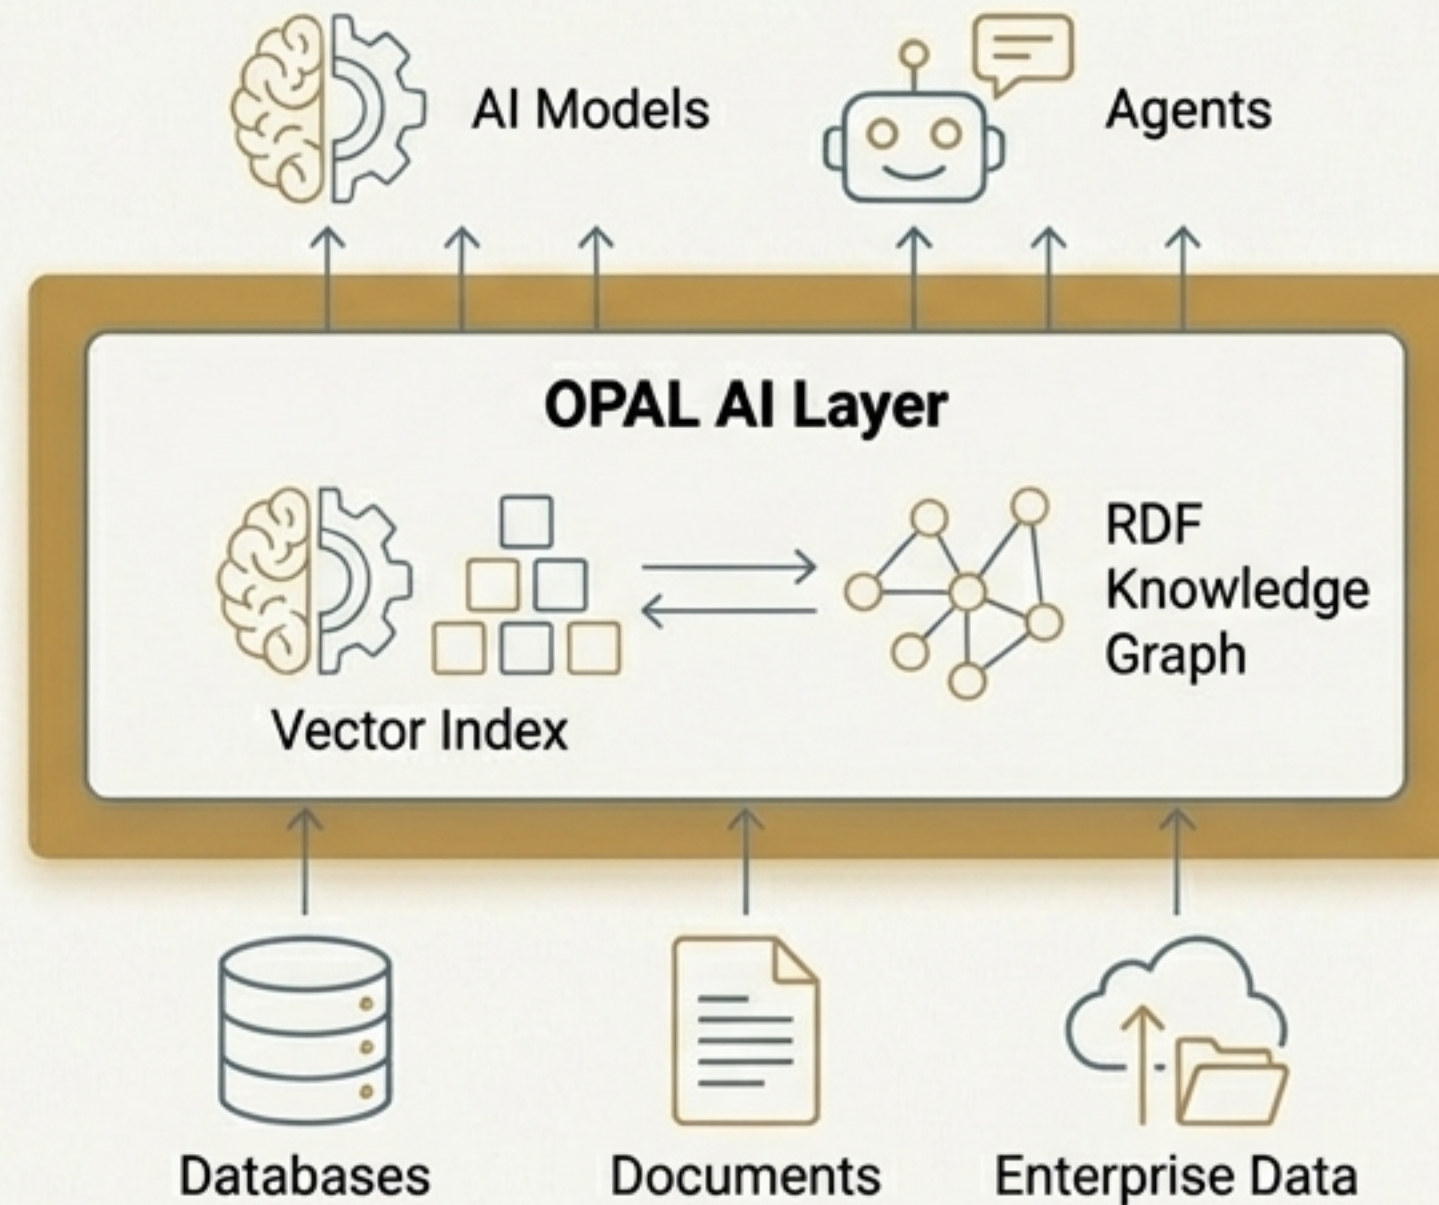 AI Models
Agents
OPAL AI Layer
RDF
Knowledge
Graph
Vector Index
Databases
Documents
Enterprise Data